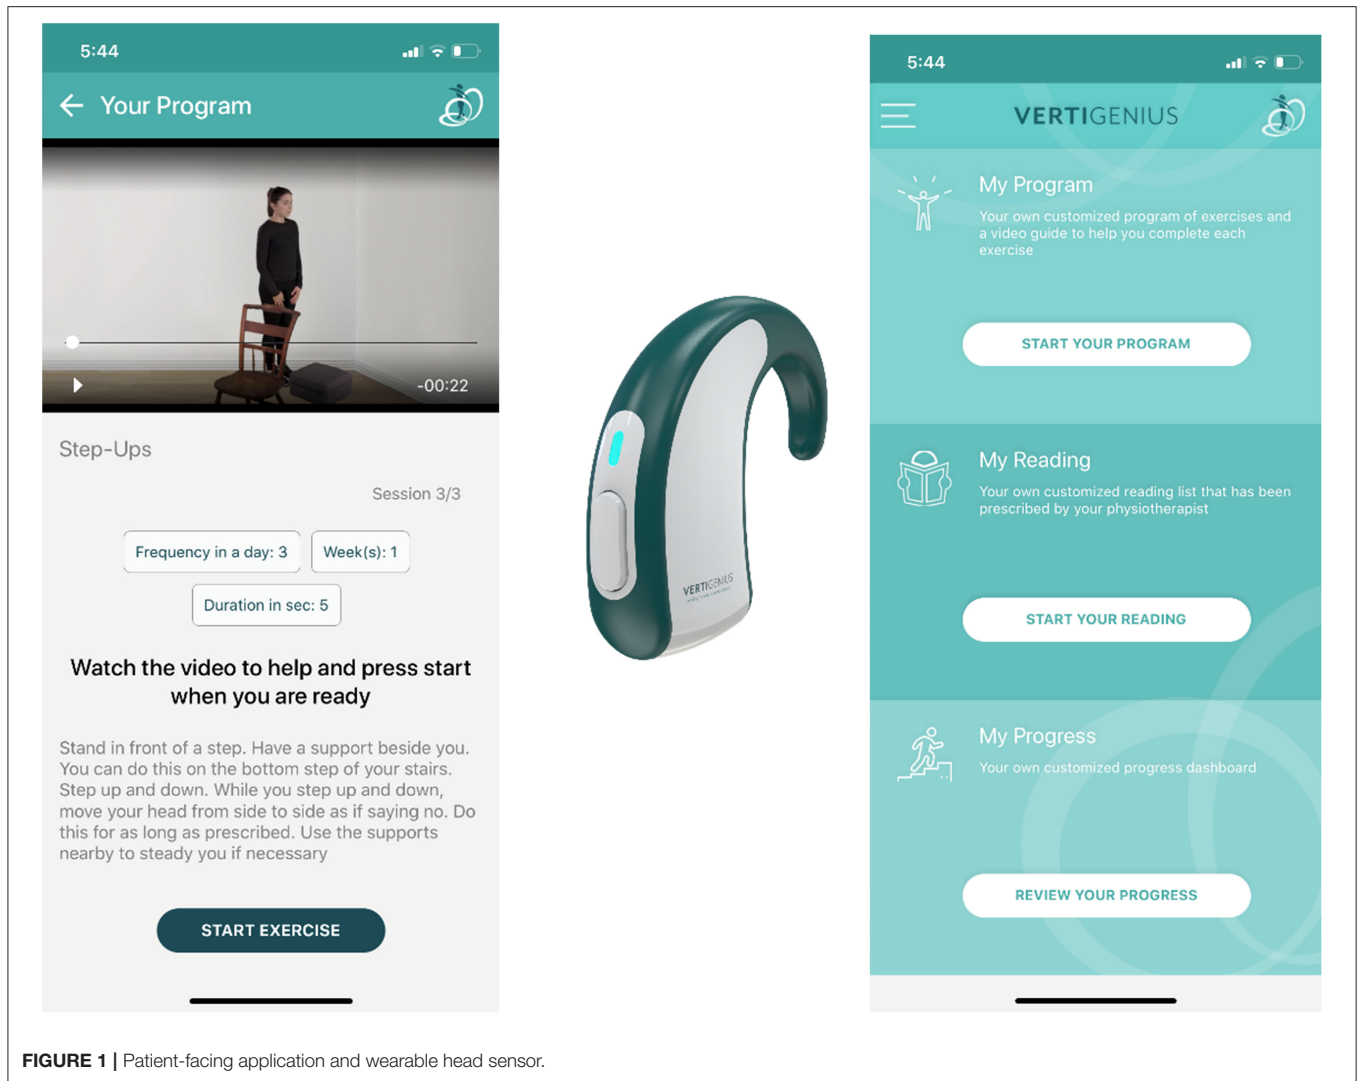 5:44
Your Program
-00:22
Step-Ups
Session 3/3
Frequency in a day: 3
Week(s): 1
Duration in sec: 5
Watch the video to help and press start
when you are ready
Stand in front of a step. Have a support beside you.
You can do this on the bottom step of your stairs.
Step up and down. While you step up and down,
move your head from side to side as if saying no. Do
this for as long as prescribed. Use the supports
nearby to steady you if necessary
START EXERCISE
VERTIGENIUS
5:44
VERTIGENIUS
My Program
Your own customized program of exercises and
a video guide to help you complete each
exercise
START YOUR PROGRAM
My Reading
Your own customized reading list that has been
prescribed by your physiotherapist
START YOUR READING
My Progress
Your own customized progress dashboard
REVIEW YOUR PROGRESS
FIGURE 1 | Patient-facing application and wearable head sensor.